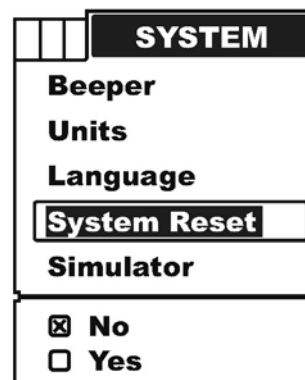 SYSTEM
Beeper
Units
Language
System Reset
Simulator
No
Yes